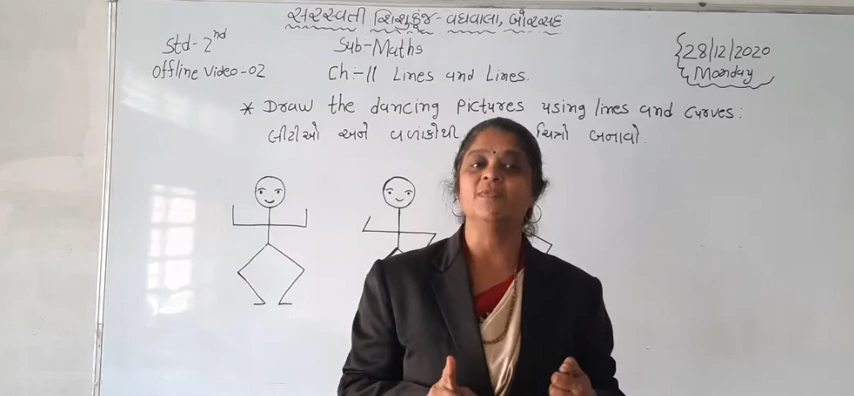 સરસ્વતી શિશુકુંજ - વઘવાલા, બોરસદ
Std- 2nd
Sub-Maths
{28/12/2020
Monday
Offline Video-02
Ch:-11 Lines and Lines.
* Draw the dancing Pictures using lines and curves:
લીટીઓ અને વળાંકોથી ચિત્રો બનાવો.